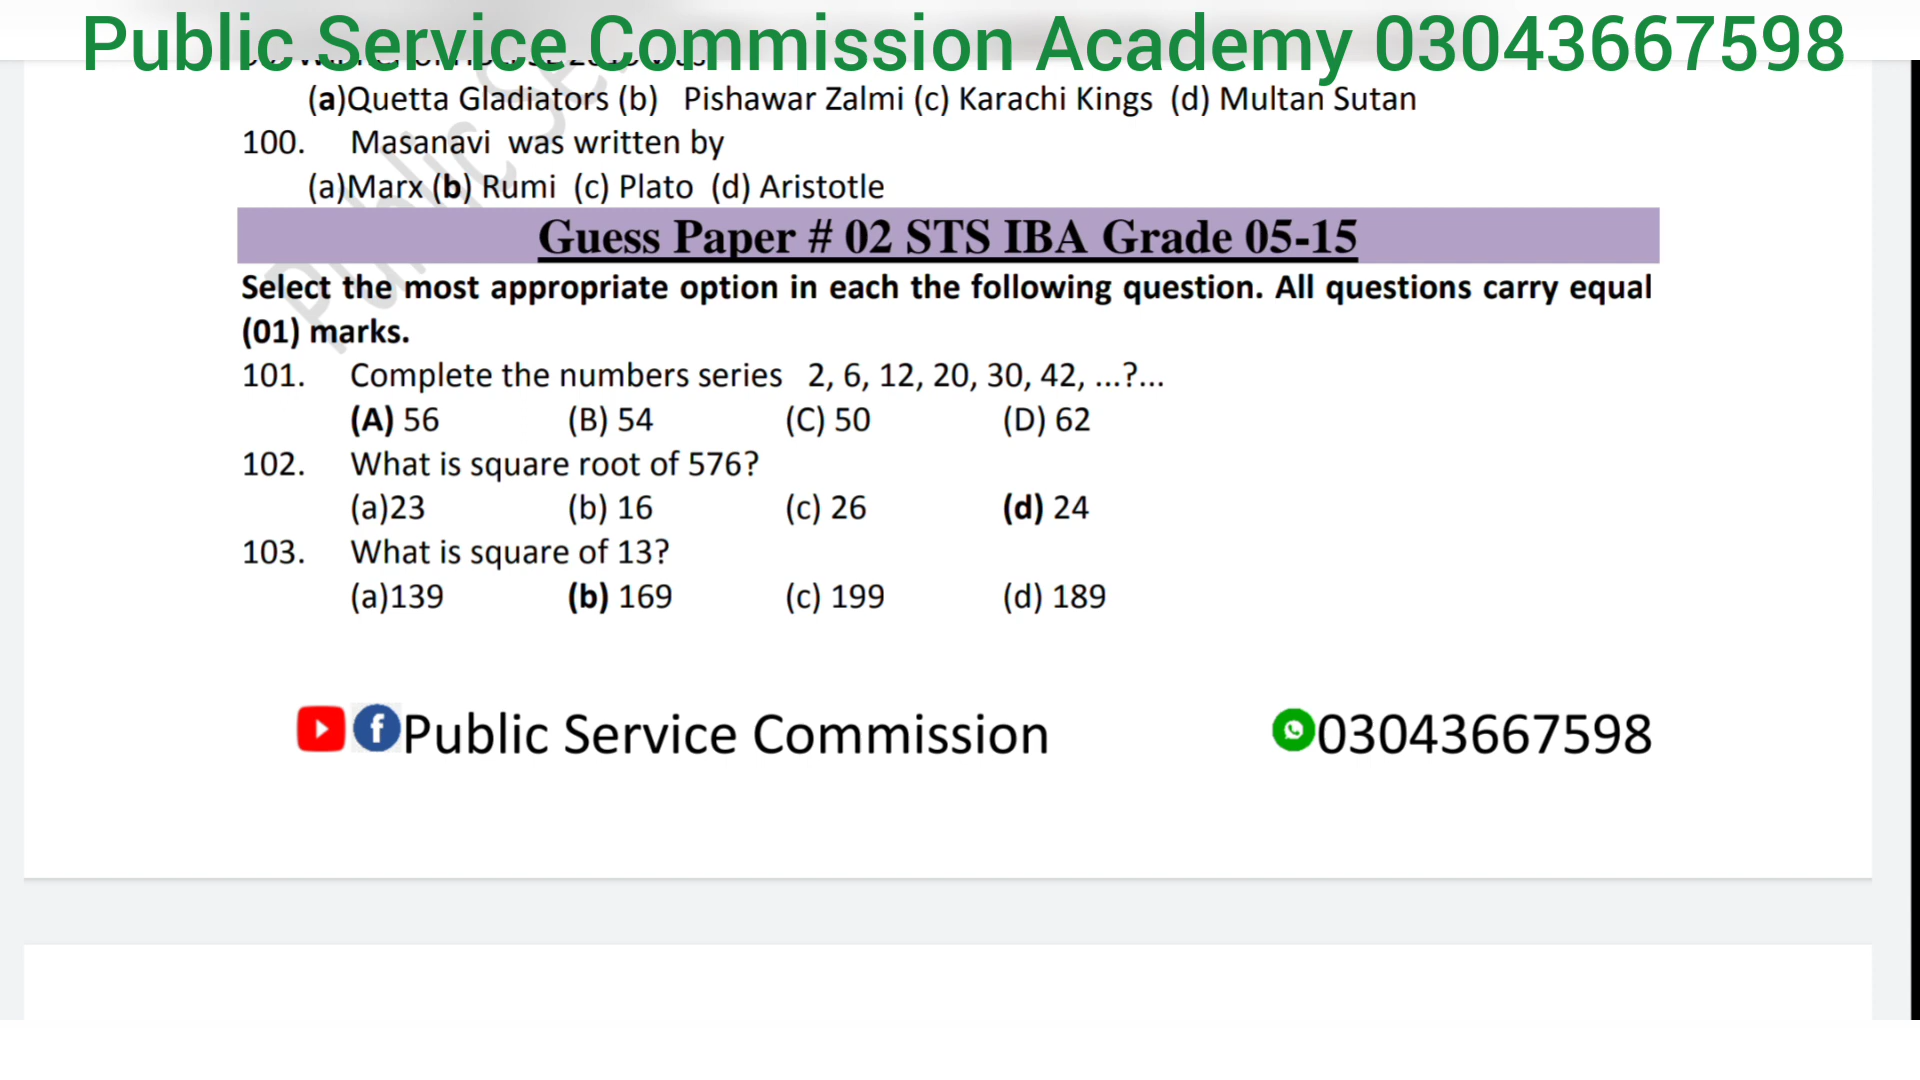 Public Service Commission Academy 03043667598
(a)Quetta Gladiators (b) Pishawar Zalmi (c) Karachi Kings (d) Multan Sutan
100. Masanavi was written by
(a)Marx (b) Rumi (c) Plato (d) Aristotle
Guess Paper # 02 STS IBA Grade 05-15
Select the most appropriate option in each the following question. All questions carry equal
(01) marks.
101. Complete the numbers series 2, 6, 12, 20, 30, 42, ...?...
(A) 56 (B) 54 (C) 50 (D) 62
102. What is square root of 576?
(a)23 (b) 16 (c) 26 (d) 24
103. What is square of 13?
(a)139 (b) 169 (c) 199 (d) 189
Public Service Commission 03043667598